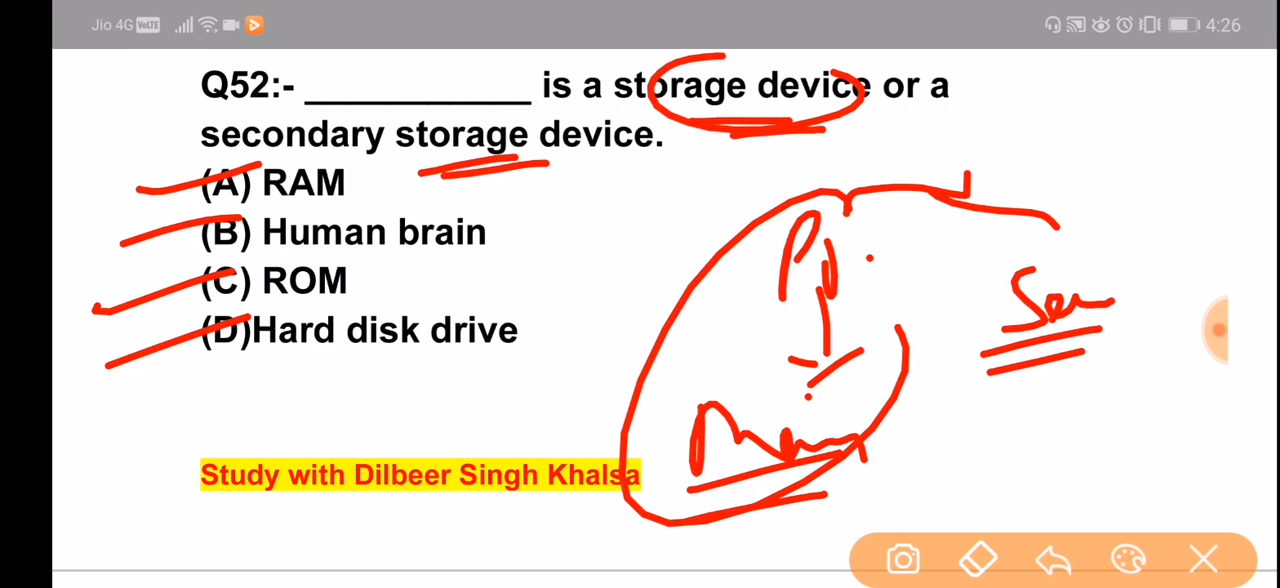 Jio 4G VoLTE 4:26
Q52:- ____________ is a storage device or a
secondary storage device.
(A) RAM
(B) Human brain
(C) ROM
(D)Hard disk drive
Study with Dilbeer Singh Khalsa